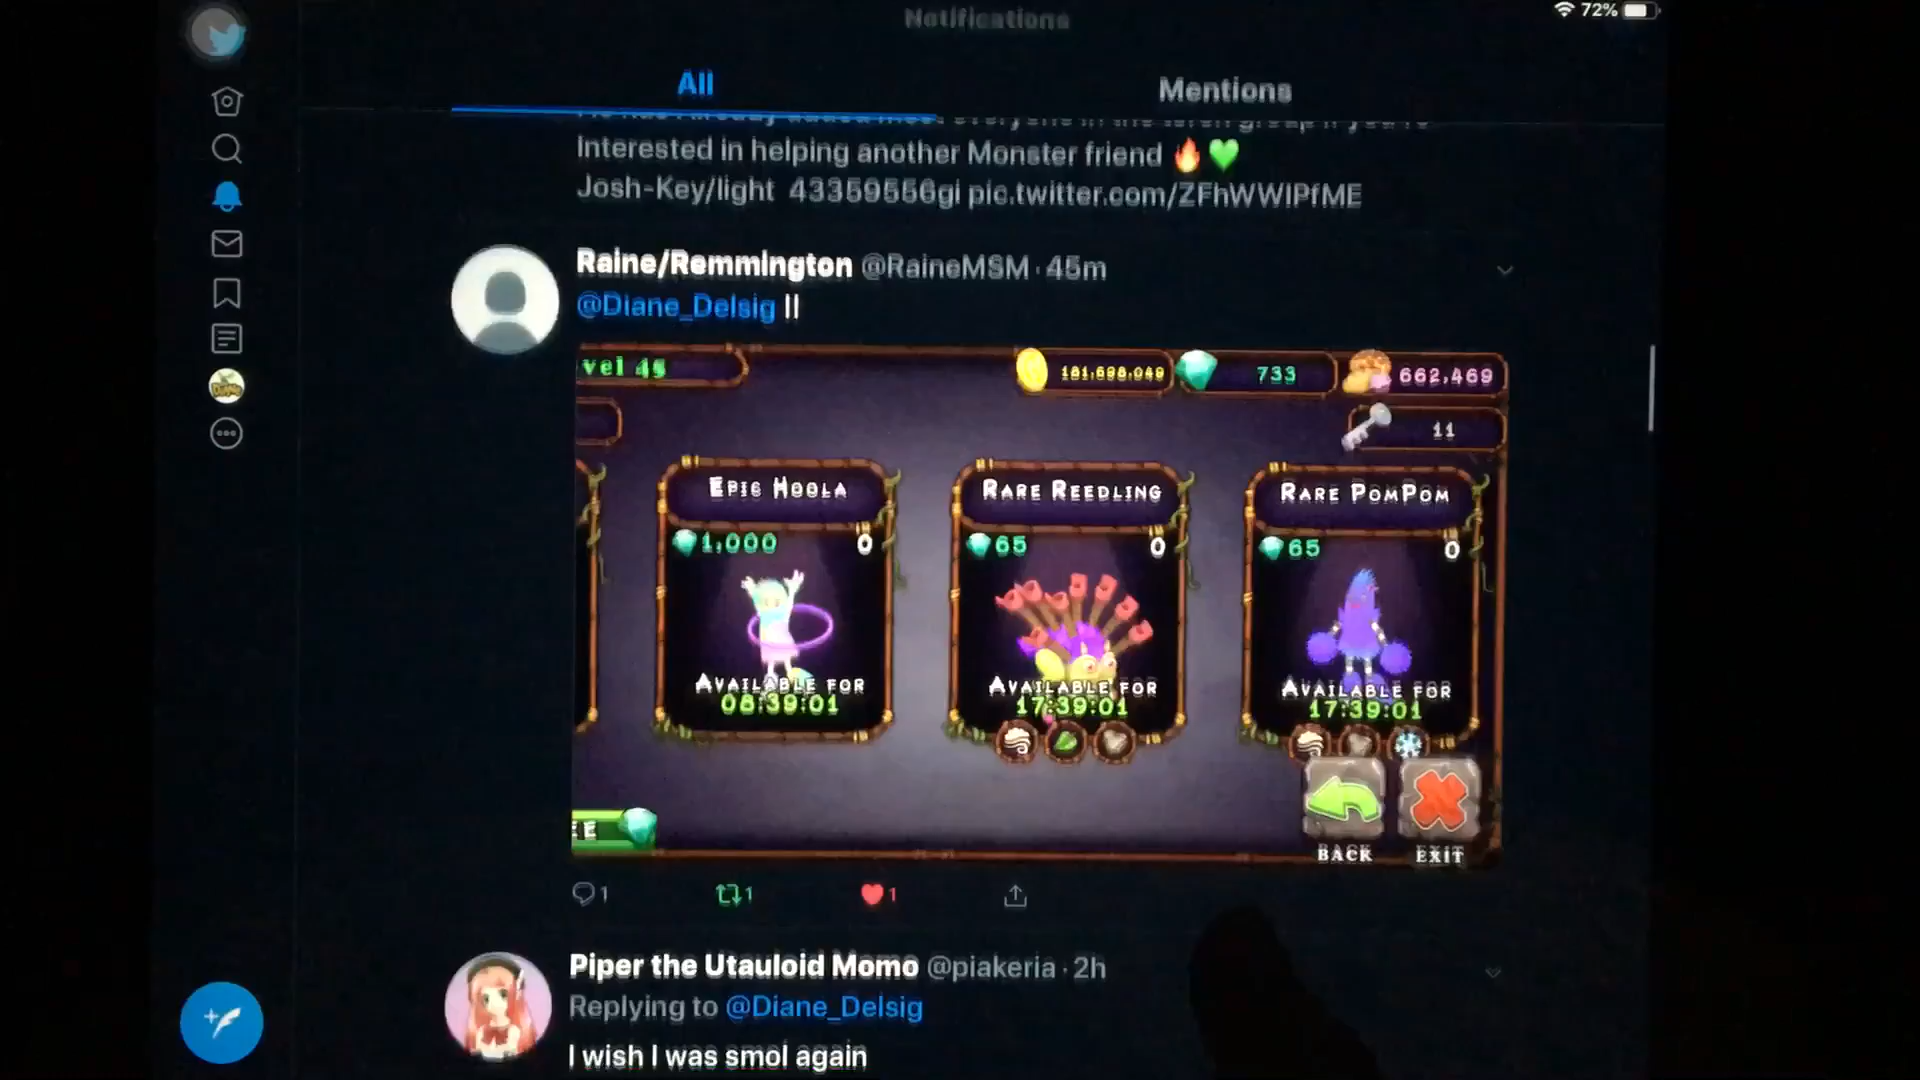 Notifications
72%
All
Mentions
Interested in helping another Monster friend 🔥💚
Josh-Key/light 43359556gi pic.twitter.com/ZFhWWIPfME
Raine/Remmington @RaineMSM · 45m
@Diane_Delsig ||
vel 45
181,698,049
733
662,469
11
Epic Hoola
1,000
0
Available for
08:39:01
Rare Reedling
65
0
Available for
17:39:01
Rare PomPom
65
0
Available for
17:39:01
EE
Back
Exit
1
1
1
Piper the Utauloid Momo @piakeria · 2h
Replying to @Diane_Delsig
I wish I was smol again